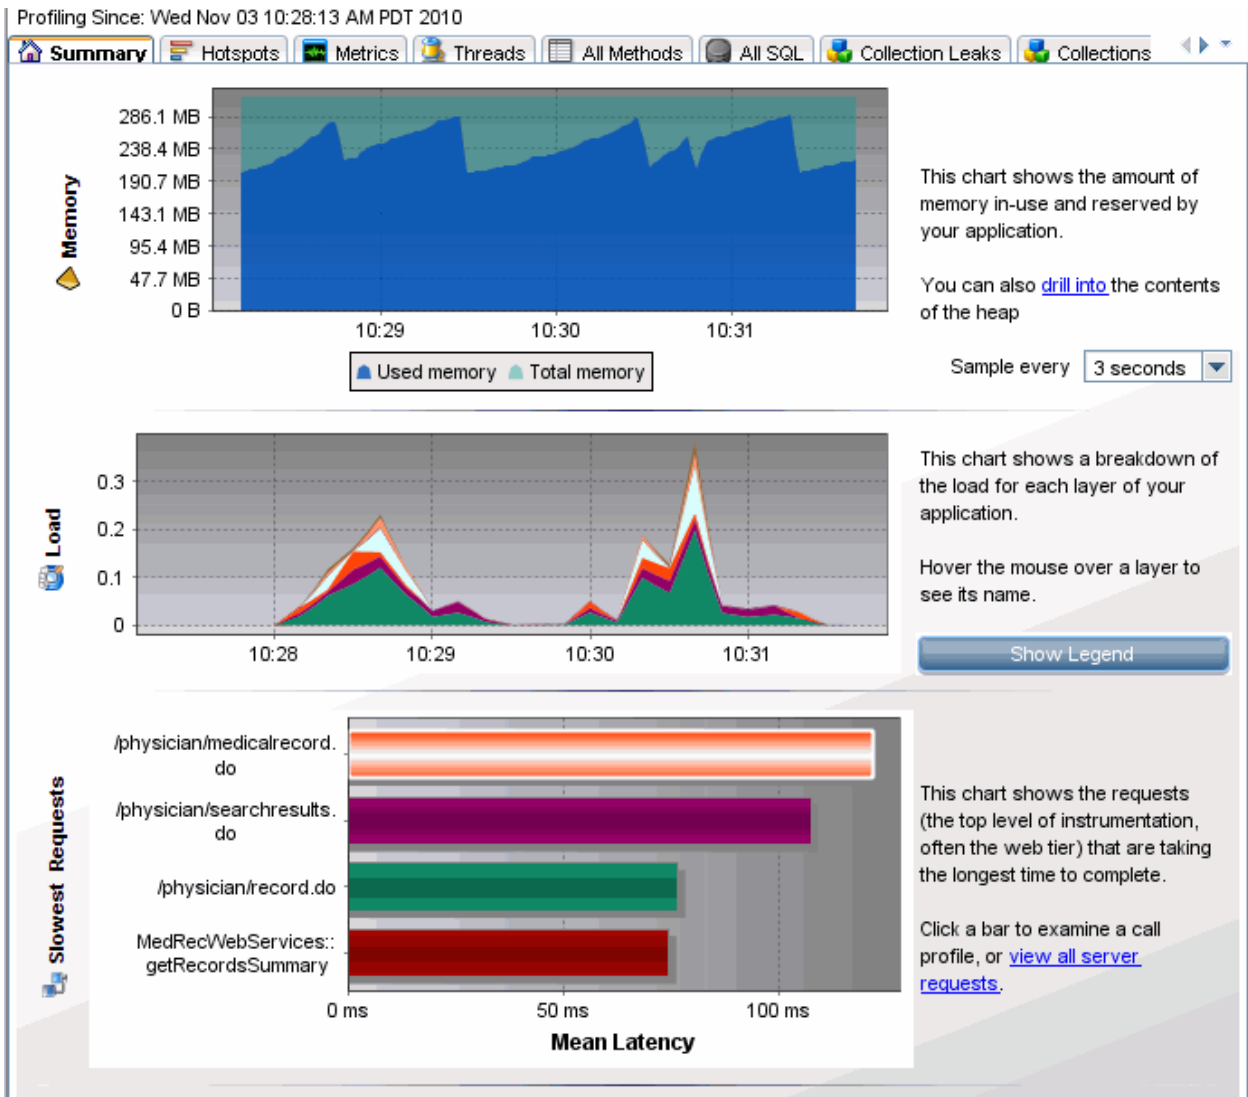 Profiling Since: Wed Nov 03 10:28:13 AM PDT 2010
Summary Hotspots Metrics Threads All Methods All SQL Collection Leaks Collections
Memory
286.1 MB
238.4 MB
190.7 MB
143.1 MB
95.4 MB
47.7 MB
0 B
10:29 10:30 10:31
Used memory Total memory
This chart shows the amount of
memory in-use and reserved by
your application.
You can also drill into the contents
of the heap
Sample every 3 seconds
Load
0.3
0.2
0.1
0
10:28 10:29 10:30 10:31
This chart shows a breakdown of
the load for each layer of your
application.
Hover the mouse over a layer to
see its name.
Show Legend
Slowest Requests
/physician/medicalrecord.
do
/physician/searchresults.
do
/physician/record.do
MedRecWebServices::
getRecordsSummary
0 ms 50 ms 100 ms
Mean Latency
This chart shows the requests
(the top level of instrumentation,
often the web tier) that are taking
the longest time to complete.
Click a bar to examine a call
profile, or view all server
requests.